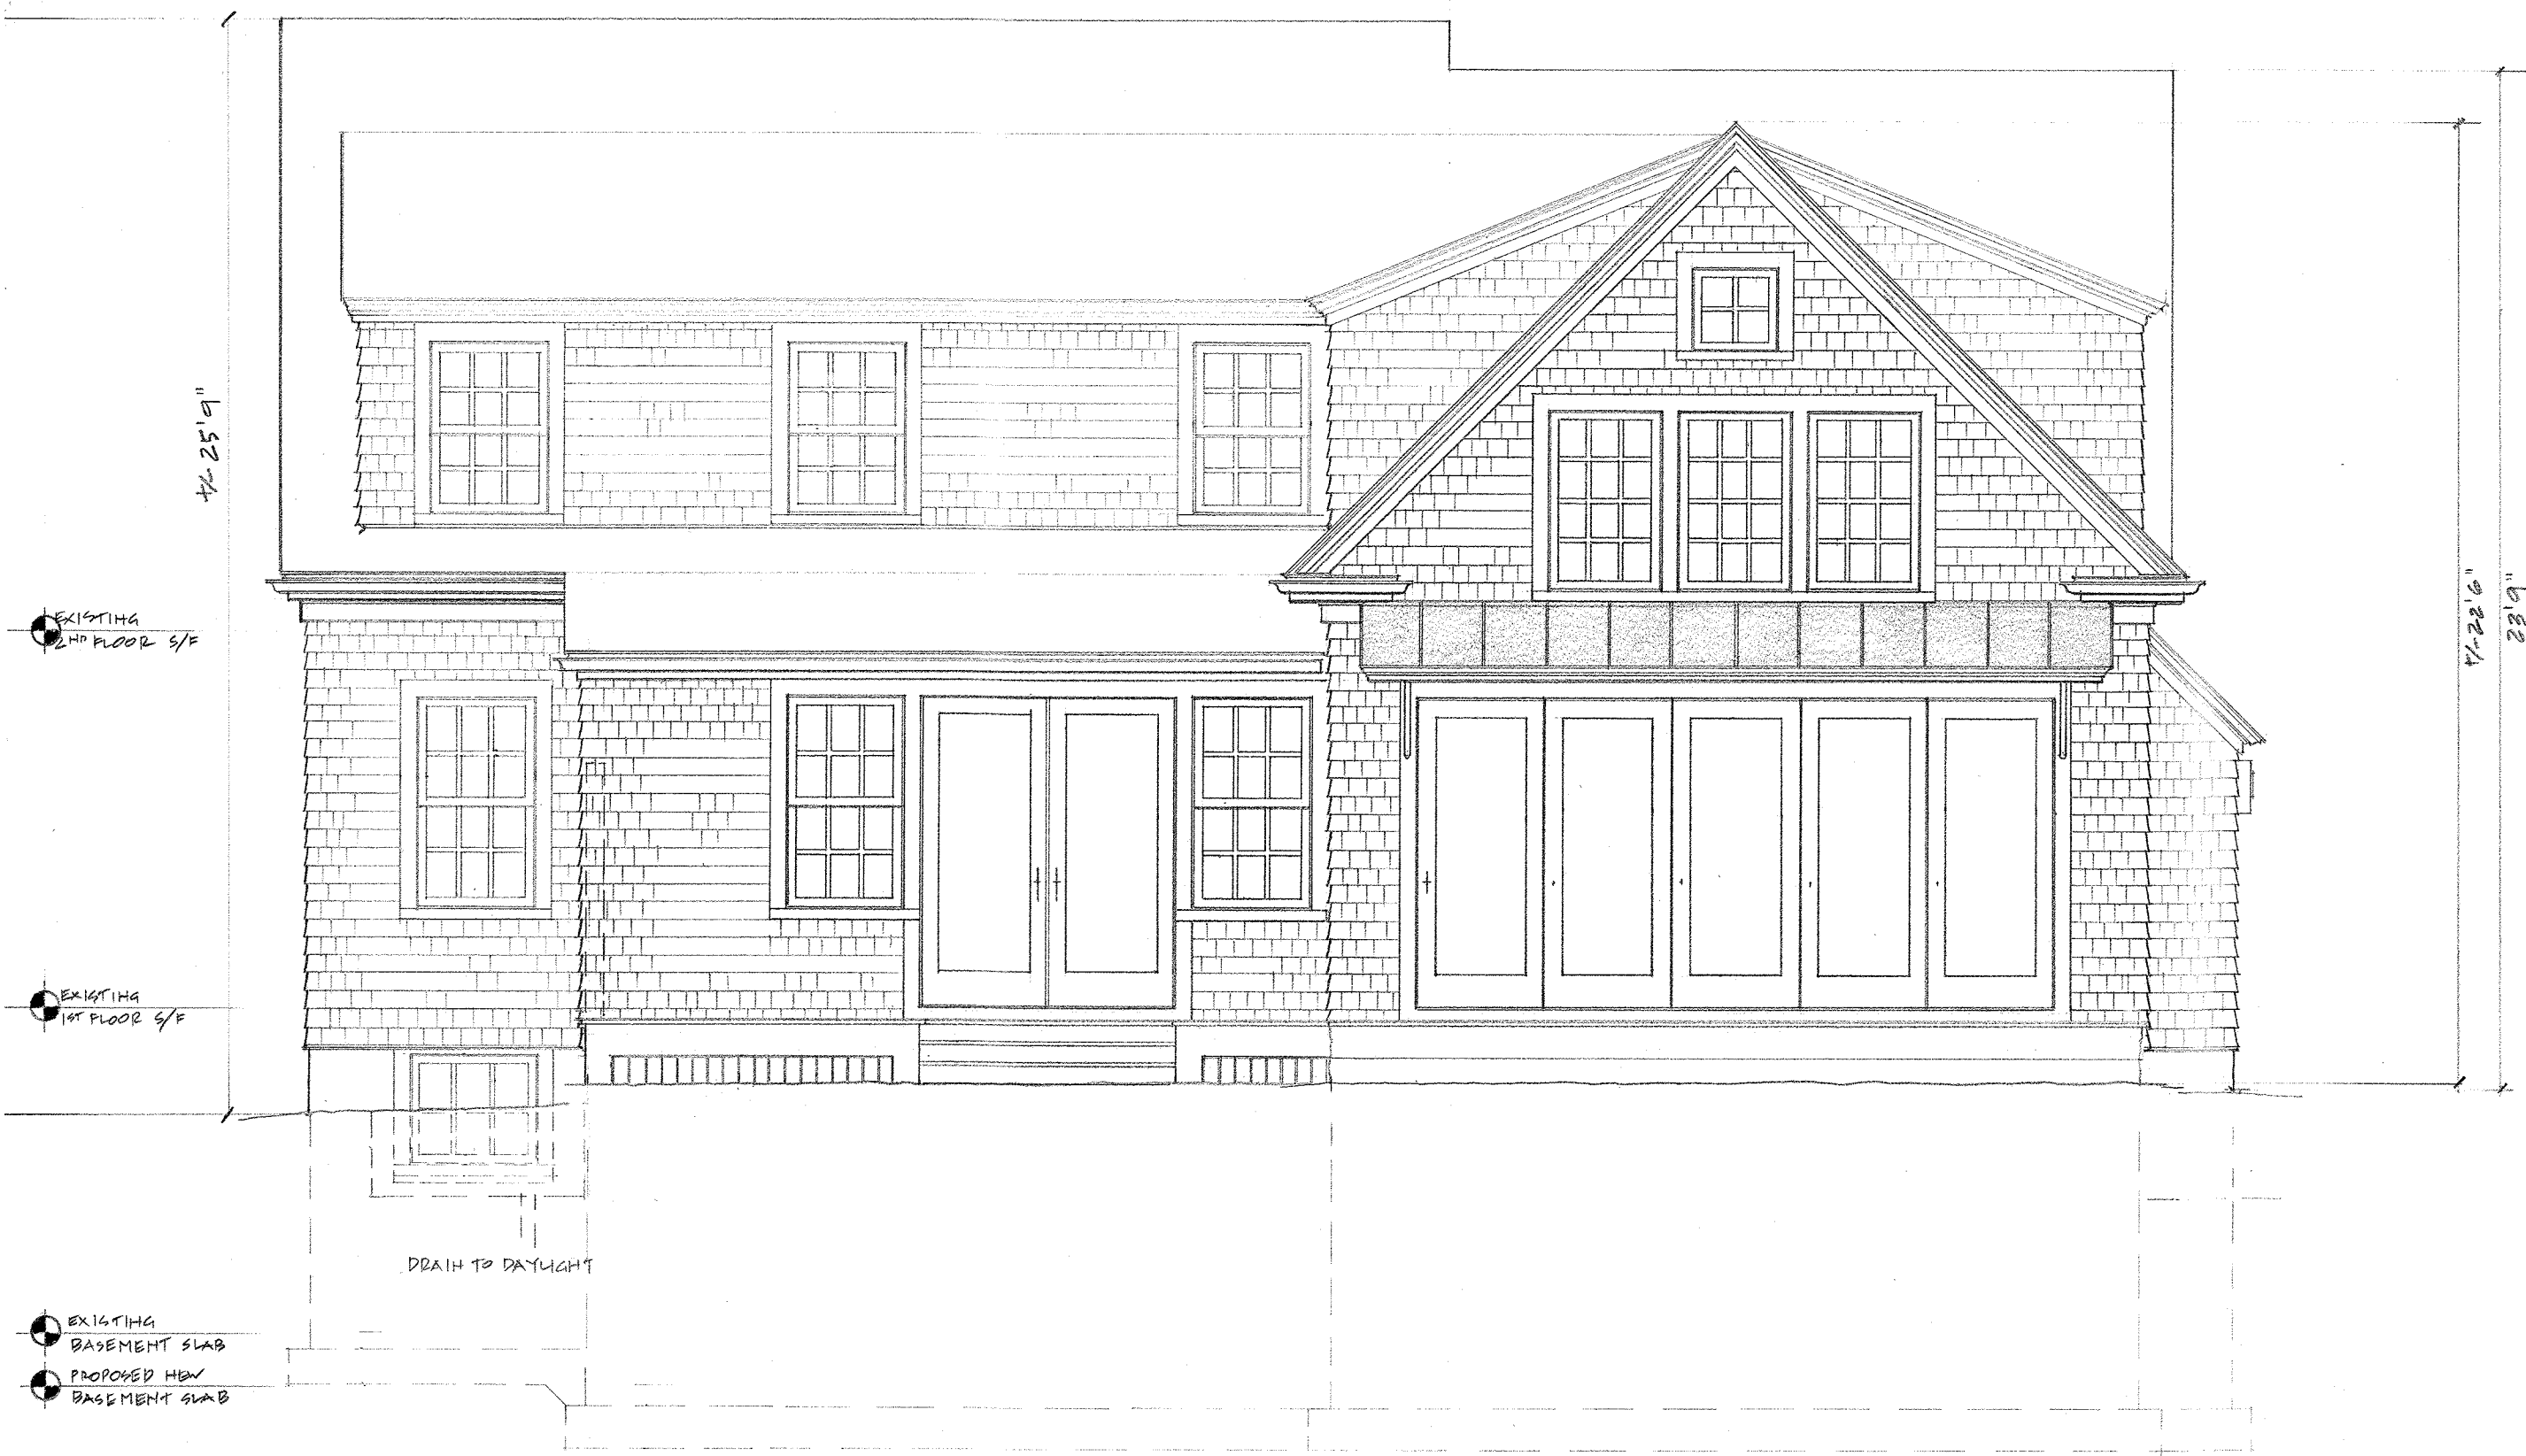 +/- 25'9"
EXISTING
2ND FLOOR S/F
+/- 22'6"
23'9"
EXISTING
1ST FLOOR S/F
DRAIN TO DAYLIGHT
EXISTING
BASEMENT SLAB
PROPOSED NEW
BASEMENT SLAB